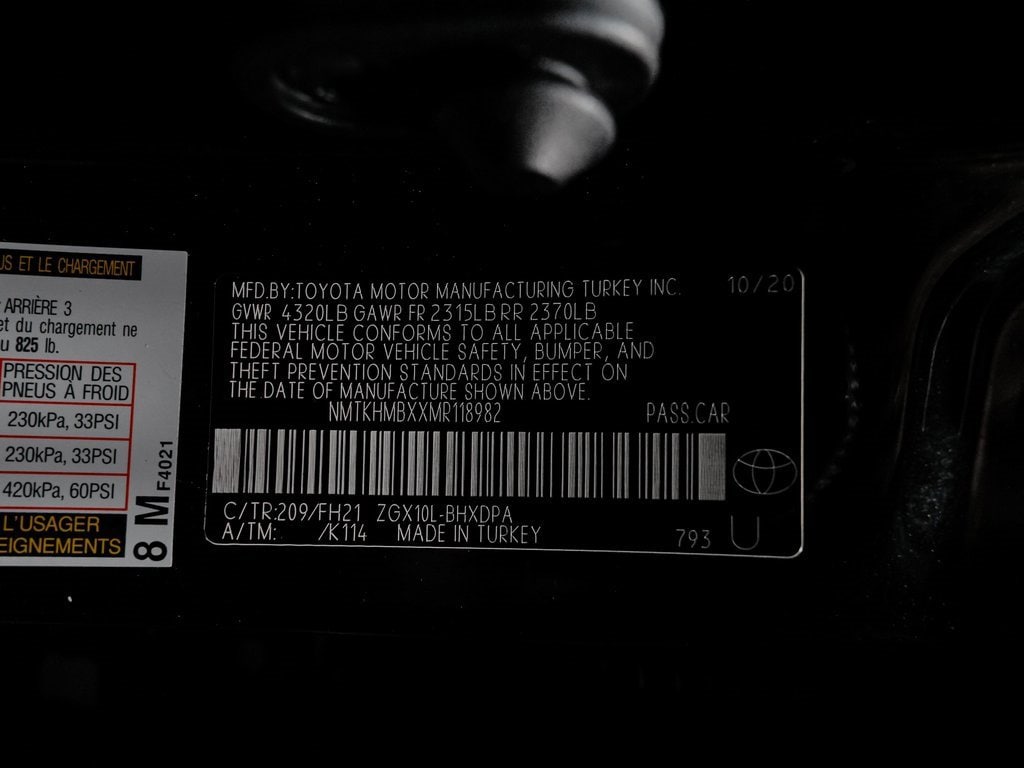 US ET LE CHARGEMENT
ARRIÈRE 3
et du chargement ne
u 825 lb.
PRESSION DES
PNEUS À FROID
230kPa, 33PSI
230kPa, 33PSI
420kPa, 60PSI
L'USAGER
EIGNEMENTS
8 M F4021
MFD.BY:TOYOTA MOTOR MANUFACTURING TURKEY INC. 10/20
GVWR 4320LB GAWR FR 2315LB RR 2370LB
THIS VEHICLE CONFORMS TO ALL APPLICABLE
FEDERAL MOTOR VEHICLE SAFETY, BUMPER, AND
THEFT PREVENTION STANDARDS IN EFFECT ON
THE DATE OF MANUFACTURE SHOWN ABOVE.
NMTKHMBXXMR118982 PASS.CAR
C/TR:209/FH21 ZGX10L-BHXDPA
A/TM: /K114 MADE IN TURKEY 793 U